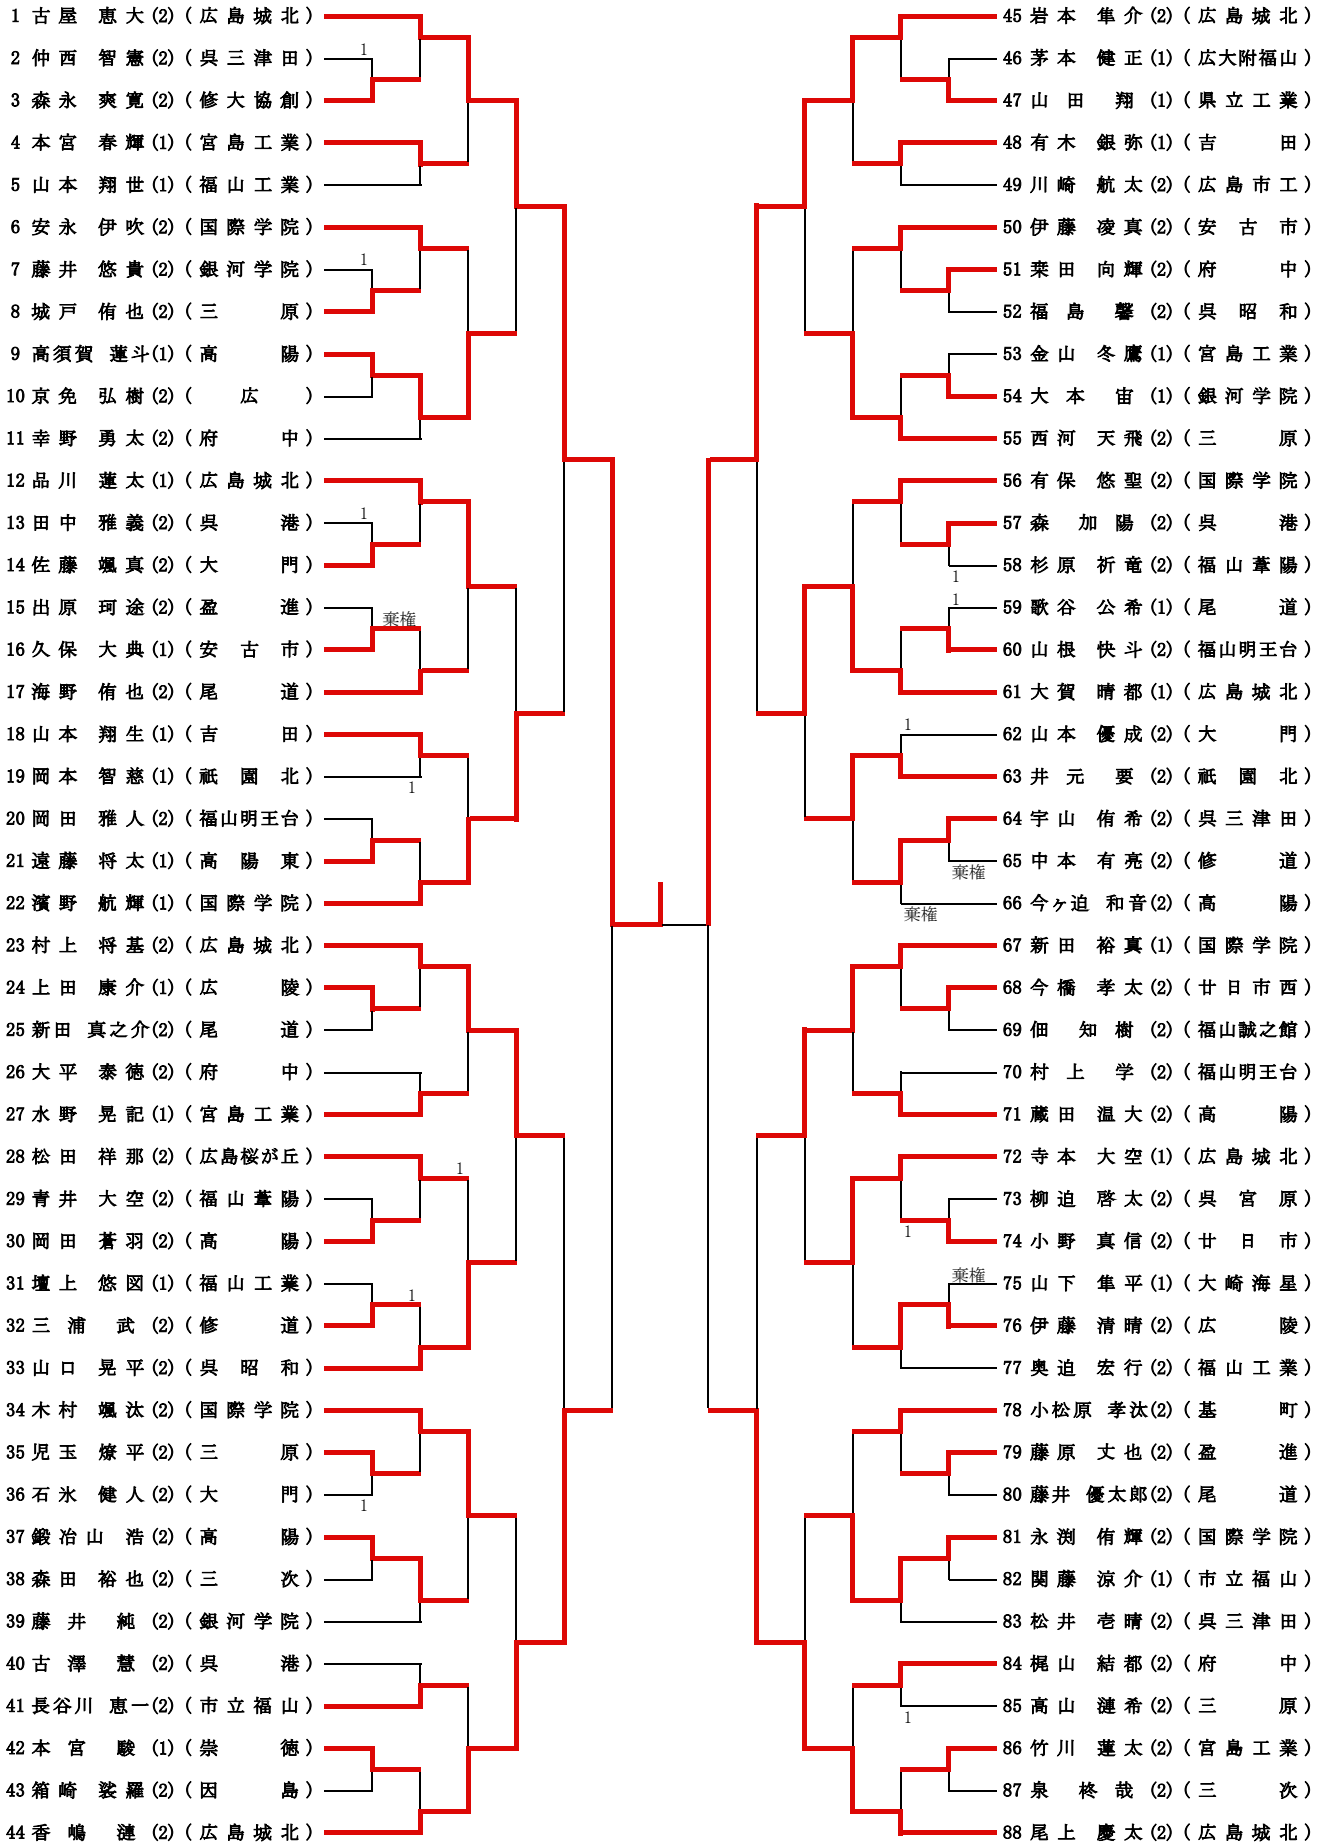 1 古屋 恵大 (2) ( 広島城北 )
2 仲西 智憲 (2) ( 呉三津田 )
1
3 森永 爽寛 (2) ( 修大協創 )
4 本宮 春輝 (1) ( 宮島工業 )
5 山本 翔世 (1) ( 福山工業 )
6 安永 伊吹 (2) ( 国際学院 )
7 藤井 悠貴 (2) ( 銀河学院 )
1
8 城戸 侑也 (2) ( 三原 )
9 高須賀 蓮斗 (1) ( 高陽 )
10 京免 弘樹 (2) ( 広 )
11 幸野 勇太 (2) ( 府中 )
12 品川 蓮太 (1) ( 広島城北 )
13 田中 雅義 (2) ( 呉港 )
1
14 佐藤 颯真 (2) ( 大門 )
15 出原 珂途 (2) ( 盈進 )
棄権
16 久保 大典 (1) ( 安古市 )
17 海野 侑也 (2) ( 尾道 )
18 山本 翔生 (1) ( 吉田 )
19 岡本 智慈 (1) ( 祇園北 )
1
20 岡田 雅人 (2) ( 福山明王台 )
21 遠藤 将太 (1) ( 高陽東 )
22 濱野 航輝 (1) ( 国際学院 )
23 村上 将基 (2) ( 広島城北 )
24 上田 康介 (1) ( 広陵 )
25 新田 真之介 (2) ( 尾道 )
26 大平 泰徳 (2) ( 府中 )
27 水野 晃記 (1) ( 宮島工業 )
28 松田 祥那 (2) ( 広島桜が丘 )
1
29 青井 大空 (2) ( 福山葦陽 )
30 岡田 蒼羽 (2) ( 高陽 )
31 壇上 悠図 (1) ( 福山工業 )
1
32 三浦 武 (2) ( 修道 )
33 山口 晃平 (2) ( 呉昭和 )
34 木村 颯汰 (2) ( 国際学院 )
35 児玉 燎平 (2) ( 三原 )
36 石氷 健人 (2) ( 大門 )
1
37 鍛冶山 浩 (2) ( 高陽 )
38 森田 裕也 (2) ( 三次 )
39 藤井 純 (2) ( 銀河学院 )
40 古澤 慧 (2) ( 呉港 )
41 長谷川 恵一 (2) ( 市立福山 )
42 本宮 駿 (1) ( 崇徳 )
43 箱崎 裟羅 (2) ( 因島 )
44 香嶋 漣 (2) ( 広島城北 )
45 岩本 隼介 (2) ( 広島城北 )
46 茅本 健正 (1) ( 広大附福山 )
47 山田 翔 (1) ( 県立工業 )
48 有木 銀弥 (1) ( 吉田 )
49 川崎 航太 (2) ( 広島市工 )
50 伊藤 凌真 (2) ( 安古市 )
51 栗田 向輝 (2) ( 府中 )
52 福島 馨 (2) ( 呉昭和 )
53 金山 冬鷹 (1) ( 宮島工業 )
54 大本 宙 (1) ( 銀河学院 )
55 西河 天飛 (2) ( 三原 )
56 有保 悠聖 (2) ( 国際学院 )
57 森 加陽 (2) ( 呉港 )
58 杉原 祈竜 (2) ( 福山葦陽 )
1
1
59 歌谷 公希 (1) ( 尾道 )
60 山根 快斗 (2) ( 福山明王台 )
61 大賀 晴都 (1) ( 広島城北 )
1
62 山本 優成 (2) ( 大門 )
63 井元 要 (2) ( 祇園北 )
64 宇山 侑希 (2) ( 呉三津田 )
65 中本 有亮 (2) ( 修道 )
棄権
66 今ヶ迫 和音 (2) ( 高陽 )
棄権
67 新田 裕真 (1) ( 国際学院 )
68 今橋 孝太 (2) ( 廿日市西 )
69 佃 知樹 (2) ( 福山誠之館 )
70 村上 学 (2) ( 福山明王台 )
71 蔵田 温大 (2) ( 高陽 )
72 寺本 大空 (1) ( 広島城北 )
73 柳迫 啓太 (2) ( 呉宮原 )
1
74 小野 真信 (2) ( 廿日市 )
棄権
75 山下 隼平 (1) ( 大崎海星 )
76 伊藤 清晴 (2) ( 広陵 )
77 奥迫 宏行 (2) ( 福山工業 )
78 小松原 孝汰 (2) ( 基町 )
79 藤原 丈也 (2) ( 盈進 )
80 藤井 優太郎 (2) ( 尾道 )
81 永渕 侑輝 (2) ( 国際学院 )
82 関藤 涼介 (1) ( 市立福山 )
83 松井 壱晴 (2) ( 呉三津田 )
84 梶山 結都 (2) ( 府中 )
85 高山 漣希 (2) ( 三原 )
1
86 竹川 蓮太 (2) ( 宮島工業 )
87 泉 柊哉 (2) ( 三次 )
88 尾上 慶太 (2) ( 広島城北 )